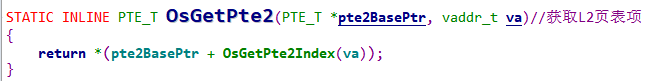 STATIC INLINE PTE_T OsGetPte2(PTE_T *pte2BasePtr, vaddr_t va)//获取L2页表项
{
    return *(pte2BasePtr + OsGetPte2Index(va));
}